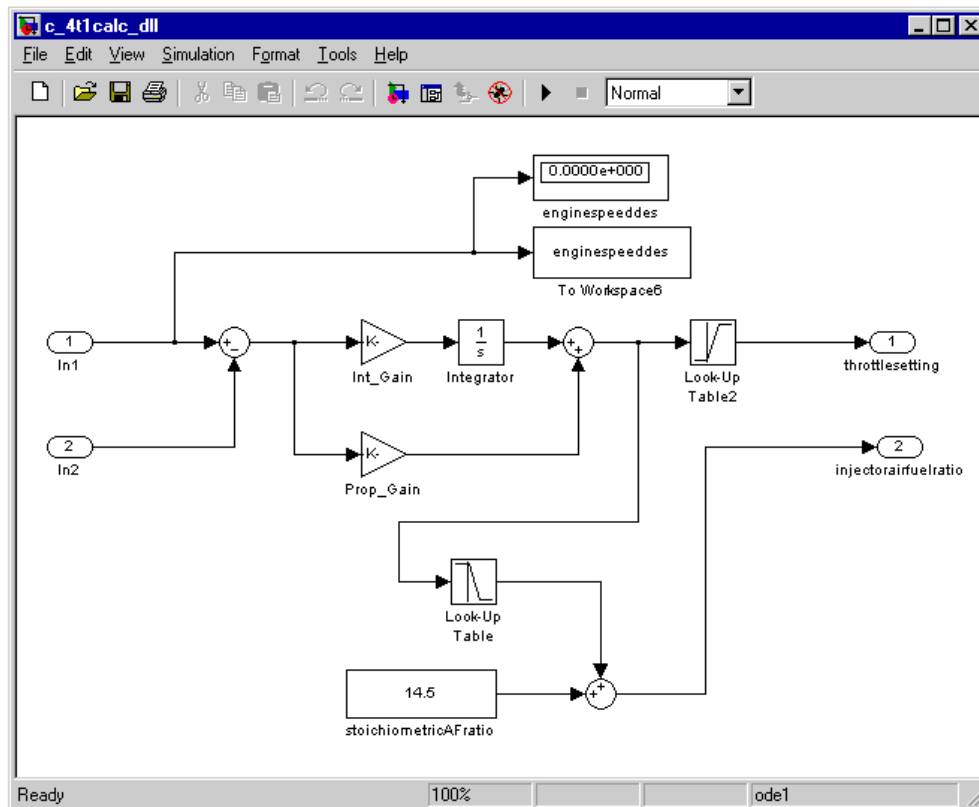 c_4t1calc_dll
File Edit View Simulation Format Tools Help
Normal
0.0000e+000
enginespeeddes
enginespeeddes
To Workspace6
1
In1
+
−
K-
Int_Gain
1
s
Integrator
+
+
Look-Up
Table2
1
throttlesetting
2
In2
K-
Prop_Gain
2
injectorairfuelratio
Look-Up
Table
14.5
stoichiometricAFratio
+
+
Ready 100% ode1